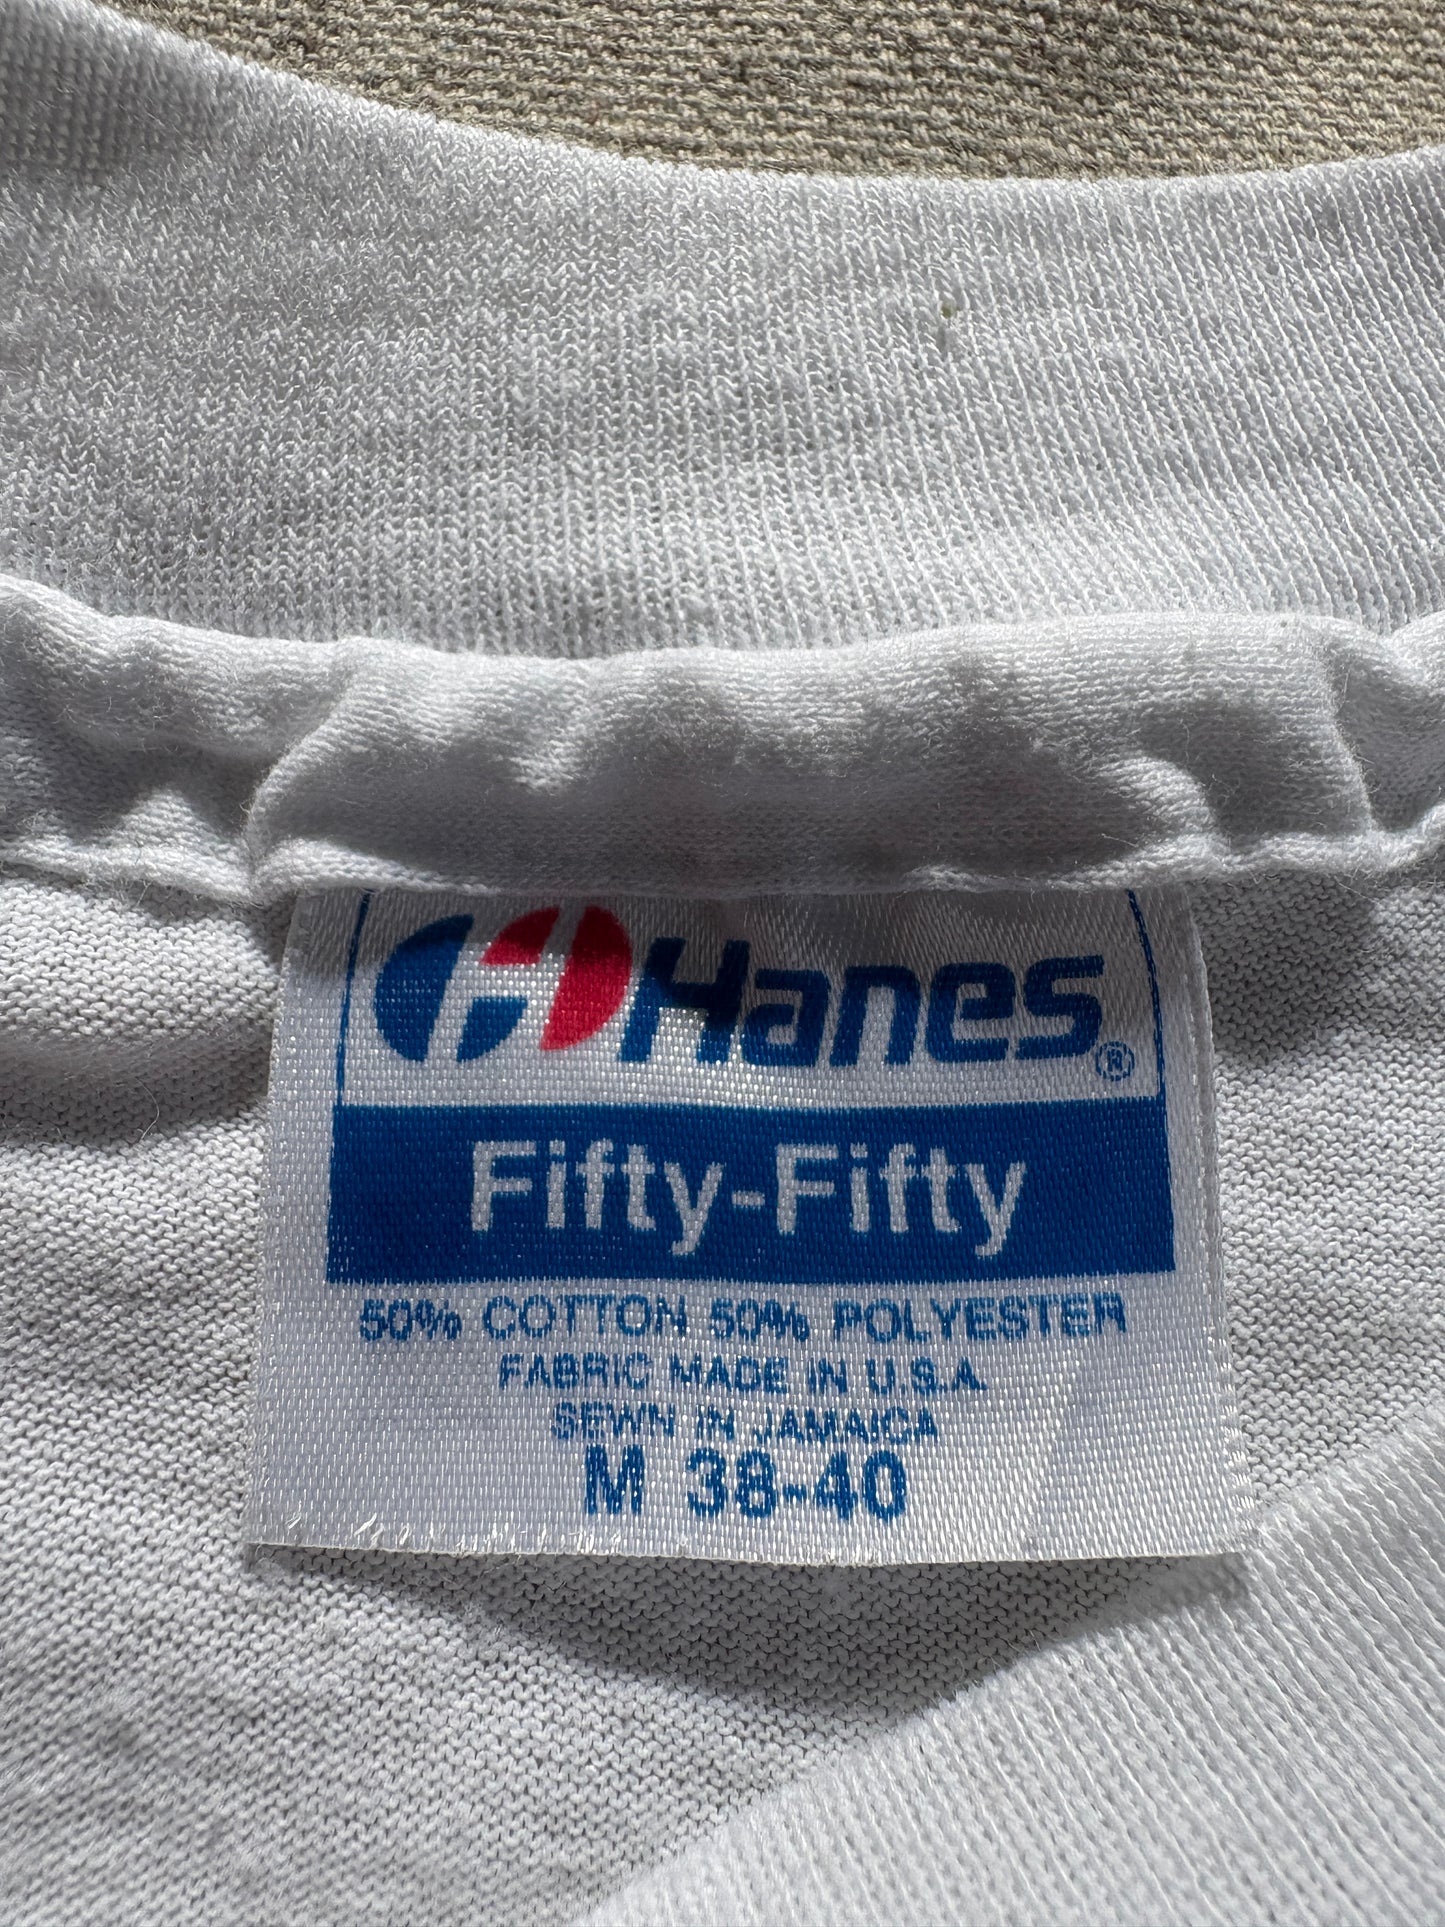 Hanes®
Fifty-Fifty
50% COTTON 50% POLYESTER
FABRIC MADE IN U.S.A.
SEWN IN JAMAICA
M 38-40